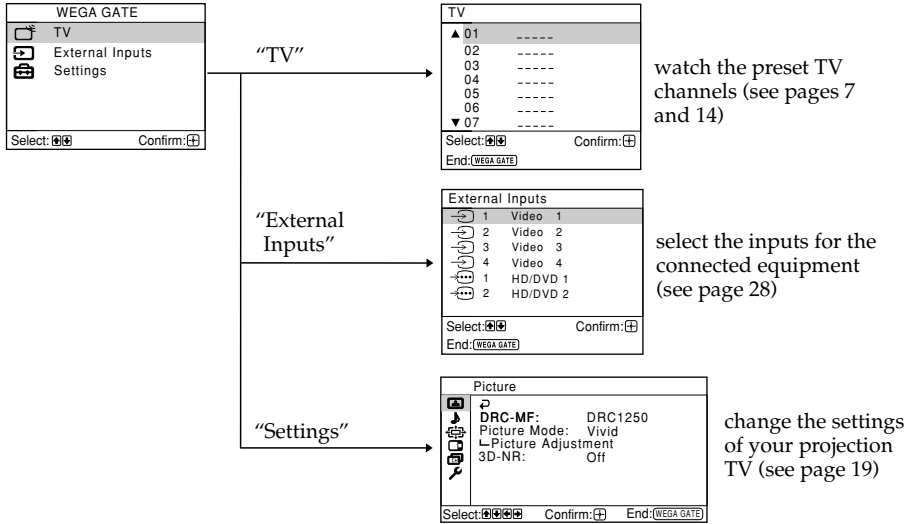 WEGA GATE
TV
External Inputs
Settings
Select: Confirm:
“TV”
TV
01 -----
02 -----
03 -----
04 -----
05 -----
06 -----
07 -----
Select: Confirm:
End: WEGA GATE
watch the preset TV
channels (see pages 7
and 14)
“External
Inputs”
External Inputs
1 Video 1
2 Video 2
3 Video 3
4 Video 4
1 HD/DVD 1
2 HD/DVD 2
Select: Confirm:
End: WEGA GATE
select the inputs for the
connected equipment
(see page 28)
“Settings”
Picture
DRC-MF: DRC1250
Picture Mode: Vivid
Picture Adjustment
3D-NR: Off
Select: Confirm: End: WEGA GATE
change the settings
of your projection
TV (see page 19)